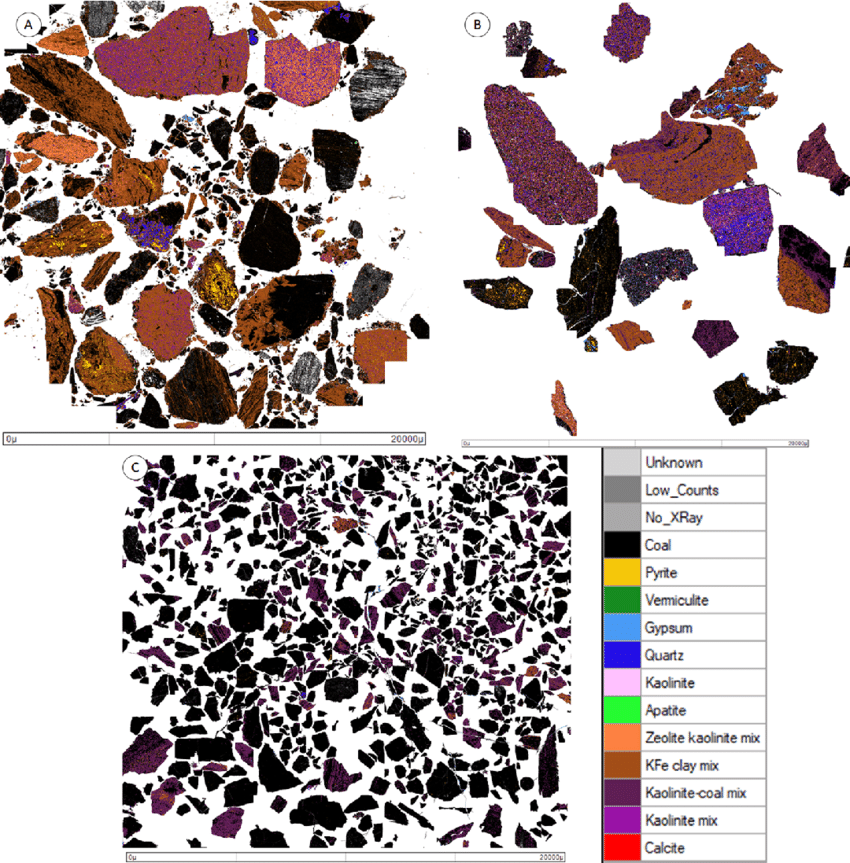 A
B
0μ 20000μ
0μ 20000μ
C
Unknown
Low_Counts
No_XRay
Coal
Pyrite
Vermiculite
Gypsum
Quartz
Kaolinite
Apatite
Zeolite kaolinite mix
KFe clay mix
Kaolinite-coal mix
Kaolinite mix
Calcite
0μ 20000μ